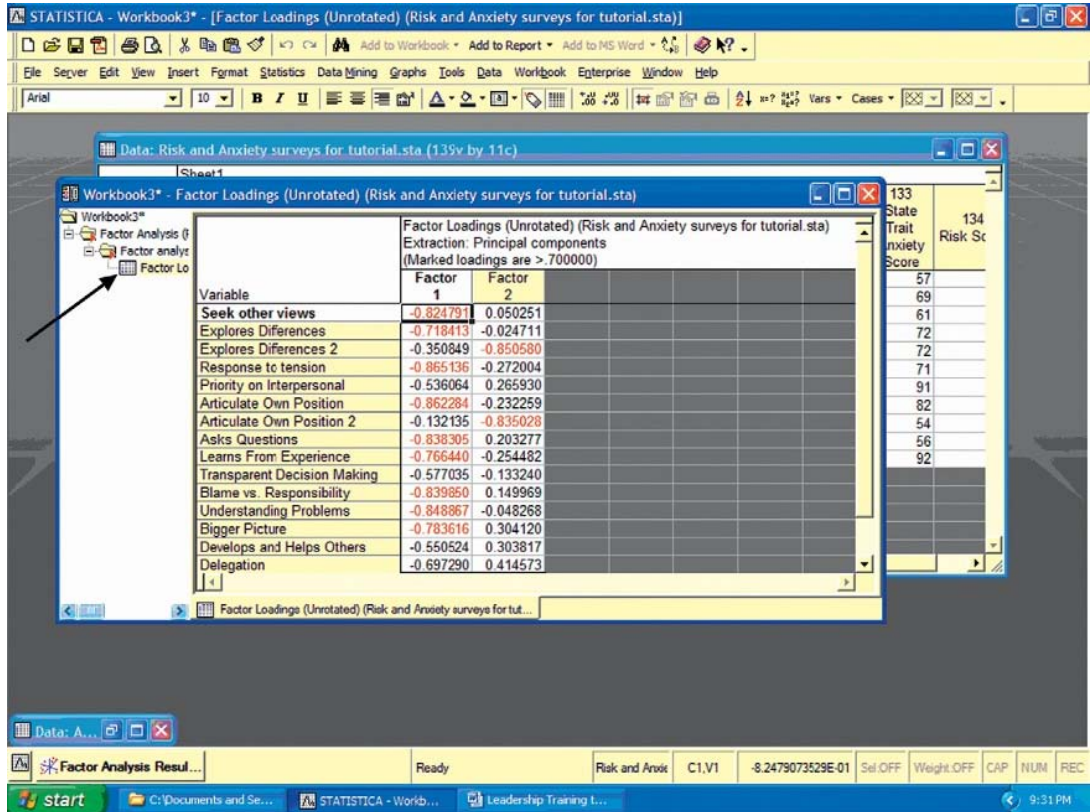 STATISTICA - Workbook3* - [Factor Loadings (Unrotated) (Risk and Anxiety surveys for tutorial.sta)]
Add to Workbook Add to Report Add to MS Word
File Server Edit View Insert Format Statistics Data Mining Graphs Tools Data Workbook Enterprise Window Help
Arial 10 B I U Vars Cases
Data: Risk and Anxiety surveys for tutorial.sta (139v by 11c)
Sheet1
Workbook3* - Factor Loadings (Unrotated) (Risk and Anxiety surveys for tutorial.sta)
Workbook3*
Factor Analysis (F
Factor analys
Factor Lo
Factor Loadings (Unrotated) (Risk and Anxiety surveys for tutorial.sta)
Extraction: Principal components
(Marked loadings are >.700000)
Variable Factor 1 Factor 2
Seek other views -0.824791 0.050251
Explores Differences -0.718413 -0.024711
Explores Diferences 2 -0.350849 -0.850580
Response to tension -0.865136 -0.272004
Priority on Interpersonal -0.536064 0.265930
Articulate Own Position -0.862284 -0.232259
Articulate Own Position 2 -0.132135 -0.835028
Asks Questions -0.838305 0.203277
Learns From Experience -0.766440 -0.254482
Transparent Decision Making -0.577035 -0.133240
Blame vs. Responsibility -0.839850 0.149969
Understanding Problems -0.848867 -0.048268
Bigger Picture -0.783616 0.304120
Develops and Helps Others -0.550524 0.303817
Delegation -0.697290 0.414573
Factor Loadings (Unrotated) (Risk and Anxiety surveys for tut...
133
State
Trait
Anxiety
Score
134
Risk Sc
57
69
61
72
72
71
91
82
54
56
92
Data: A...
Factor Analysis Resul... Ready Risk and Anxie C1,V1 -8.2479073529E-01 Sel:OFF Weight:OFF CAP NUM REC
start C:\Documents and Se... STATISTICA - Workb... Leadership Training t... 9:31 PM